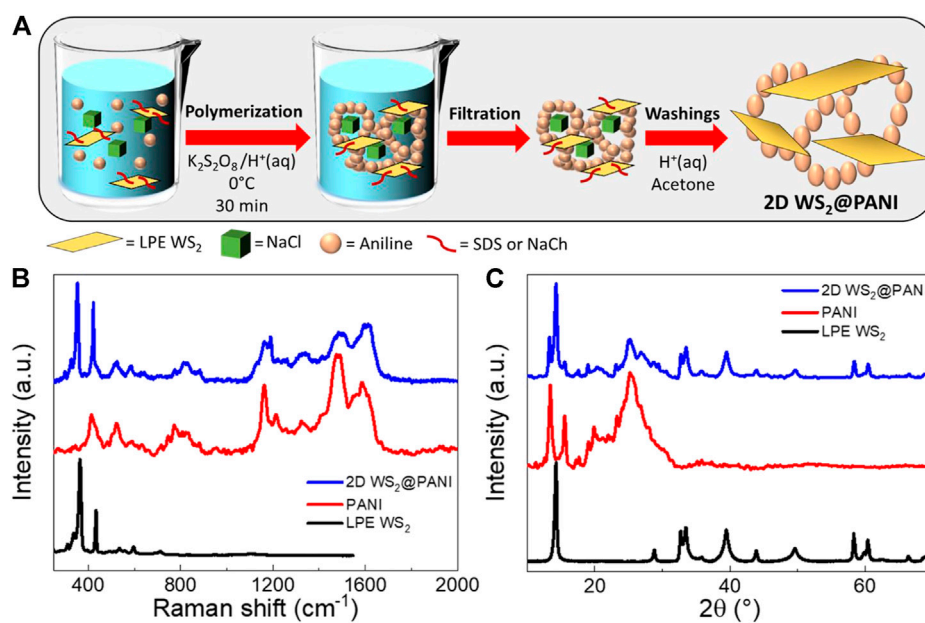 A
Polymerization
K₂S₂O₈/H⁺(aq)
0°C
30 min
Filtration
Washings
H⁺(aq)
Acetone
2D WS₂@PANI
= LPE WS₂ = NaCl = Aniline = SDS or NaCh
B
Intensity (a.u.)
2D WS₂@PANI
PANI
LPE WS₂
400 800 1200 1600 2000
Raman shift (cm⁻¹)
C
Intensity (a.u.)
2D WS₂@PAN
PANI
LPE WS₂
20 40 60
2θ (°)